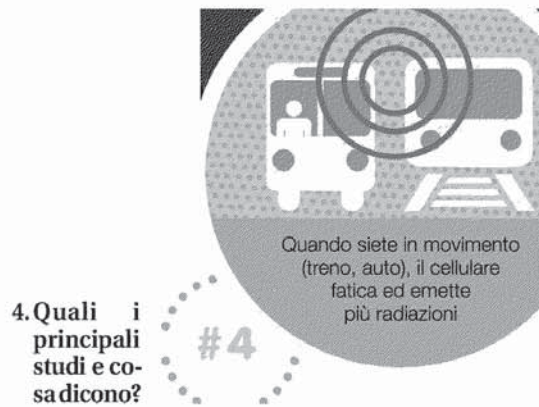 Quando siete in movimento
(treno, auto), il cellulare
fatica ed emette
più radiazioni
#4
4. Quali i
principali
studi e co-
sa dicono?